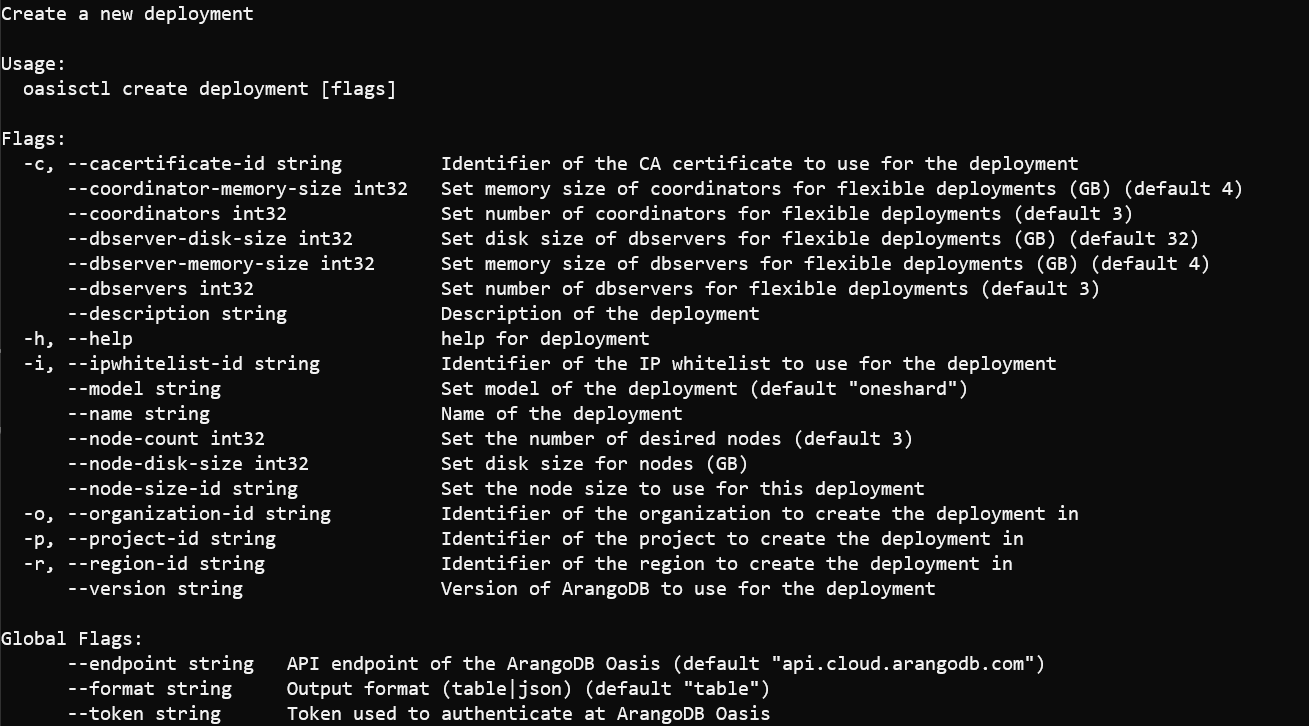 Create a new deployment

Usage:
  oasisctl create deployment [flags]

Flags:
  -c, --cacertificate-id string         Identifier of the CA certificate to use for the deployment
      --coordinator-memory-size int32   Set memory size of coordinators for flexible deployments (GB) (default 4)
      --coordinators int32              Set number of coordinators for flexible deployments (default 3)
      --dbserver-disk-size int32        Set disk size of dbservers for flexible deployments (GB) (default 32)
      --dbserver-memory-size int32      Set memory size of dbservers for flexible deployments (GB) (default 4)
      --dbservers int32                 Set number of dbservers for flexible deployments (default 3)
      --description string              Description of the deployment
  -h, --help                            help for deployment
  -i, --ipwhitelist-id string           Identifier of the IP whitelist to use for the deployment
      --model string                    Set model of the deployment (default "oneshard")
      --name string                     Name of the deployment
      --node-count int32                Set the number of desired nodes (default 3)
      --node-disk-size int32            Set disk size for nodes (GB)
      --node-size-id string             Set the node size to use for this deployment
  -o, --organization-id string          Identifier of the organization to create the deployment in
  -p, --project-id string               Identifier of the project to create the deployment in
  -r, --region-id string                Identifier of the region to create the deployment in
      --version string                  Version of ArangoDB to use for the deployment

Global Flags:
      --endpoint string   API endpoint of the ArangoDB Oasis (default "api.cloud.arangodb.com")
      --format string     Output format (table|json) (default "table")
      --token string      Token used to authenticate at ArangoDB Oasis